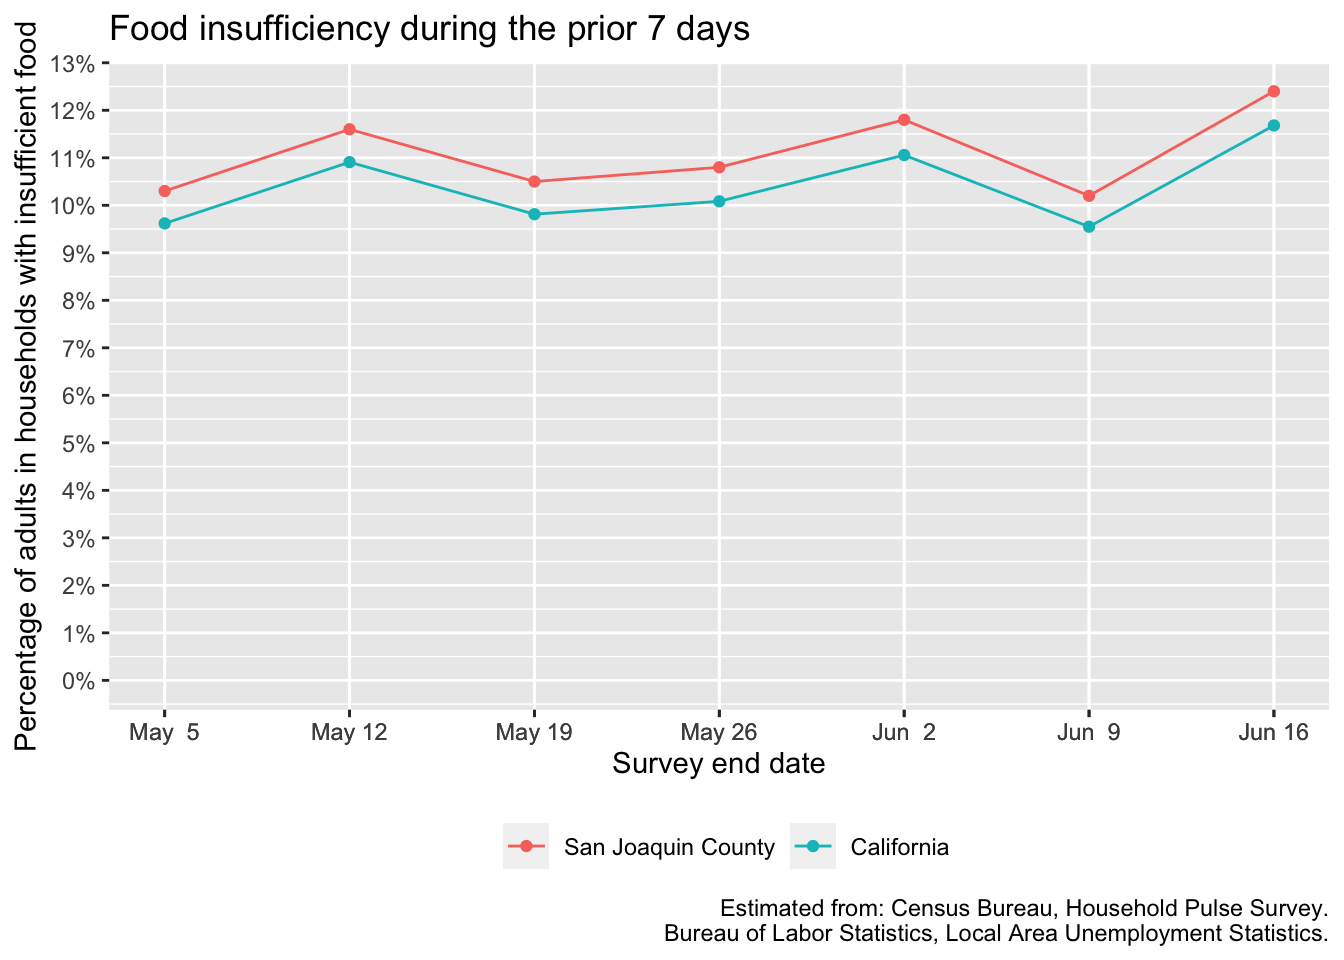 Food insufficiency during the prior 7 days
Percentage of adults in households with insufficient food
13%
12%
11%
10%
9%
8%
7%
6%
5%
4%
3%
2%
1%
0%
May  5 May 12 May 19 May 26 Jun  2 Jun  9 Jun 16
Survey end date
San Joaquin County California
Estimated from: Census Bureau, Household Pulse Survey.
Bureau of Labor Statistics, Local Area Unemployment Statistics.